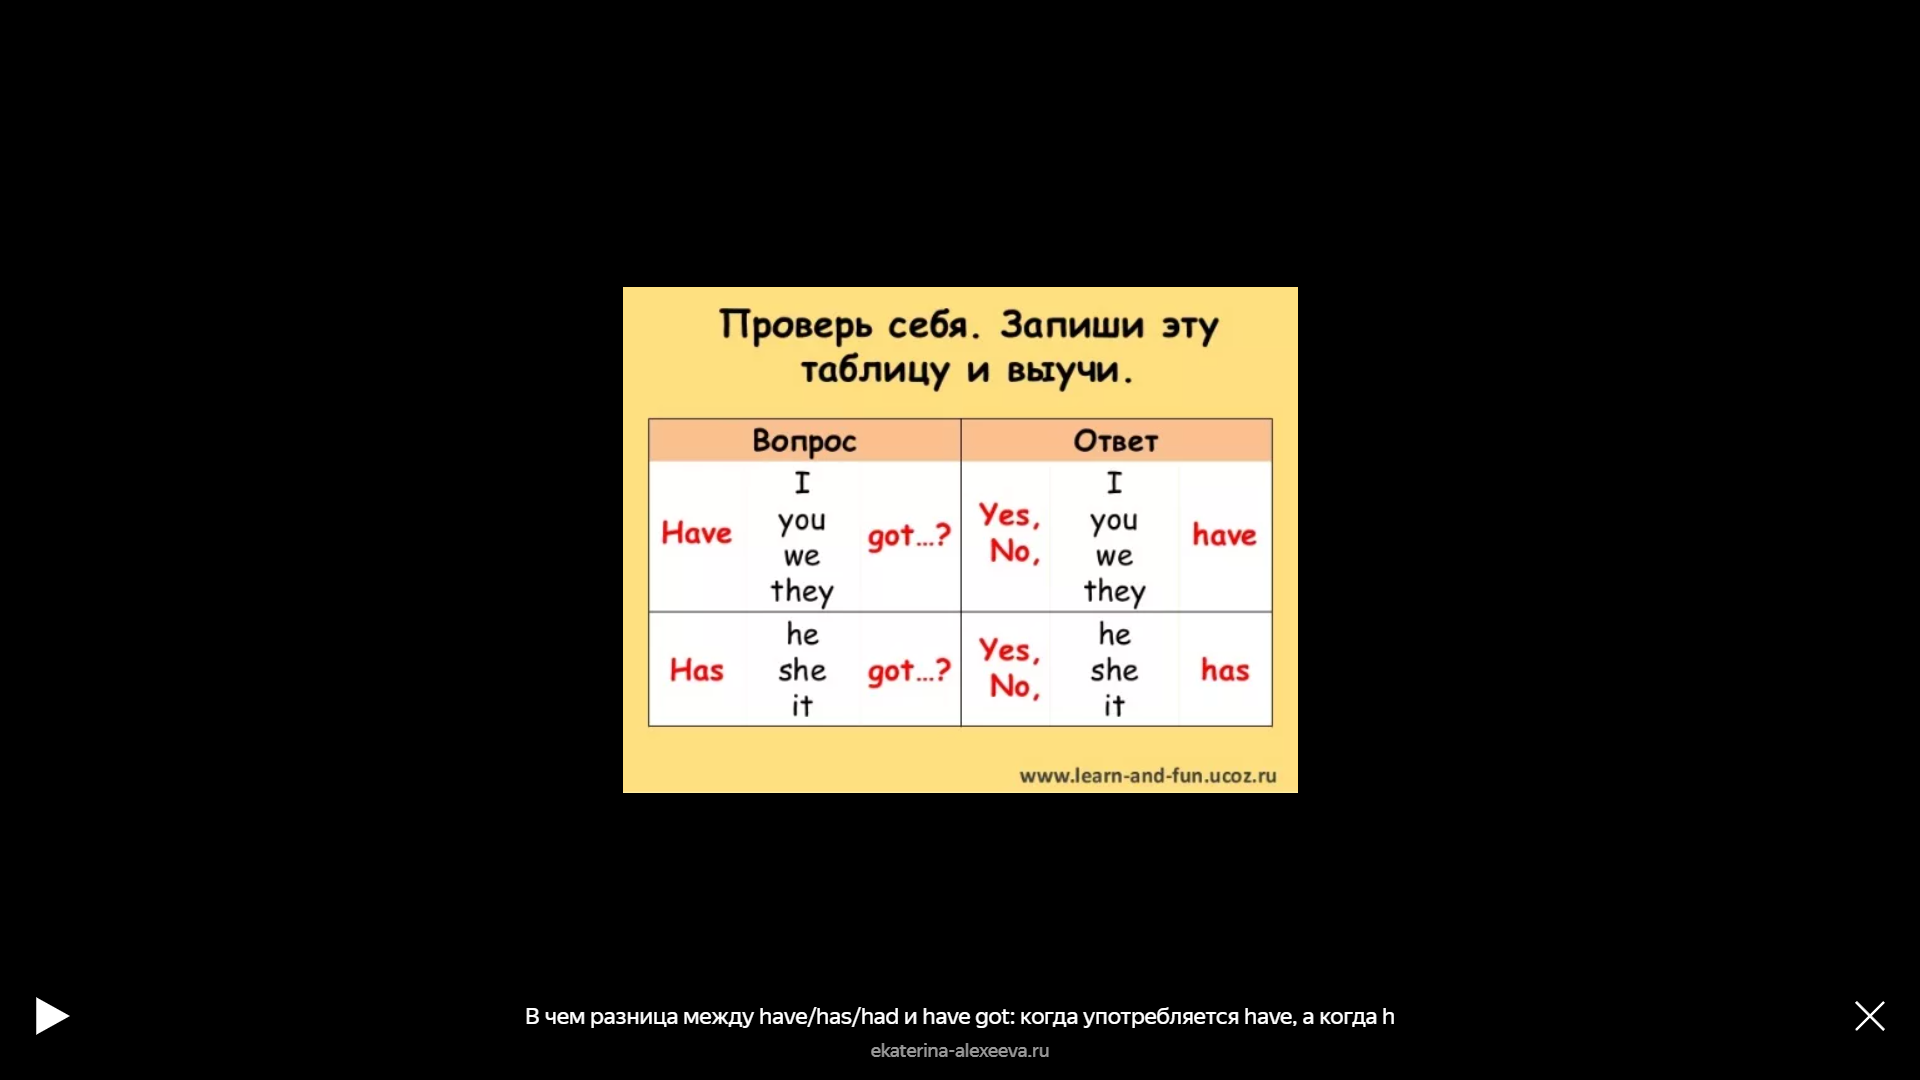 Проверь себя. Запиши эту
таблицу и выучи.
Вопрос Ответ
Have I you we they got...? Yes, No, I you we they have
Has he she it got...? Yes, No, he she it has
www.learn-and-fun.ucoz.ru
В чем разница между have/has/had и have got: когда употребляется have, а когда h
ekaterina-alexeeva.ru